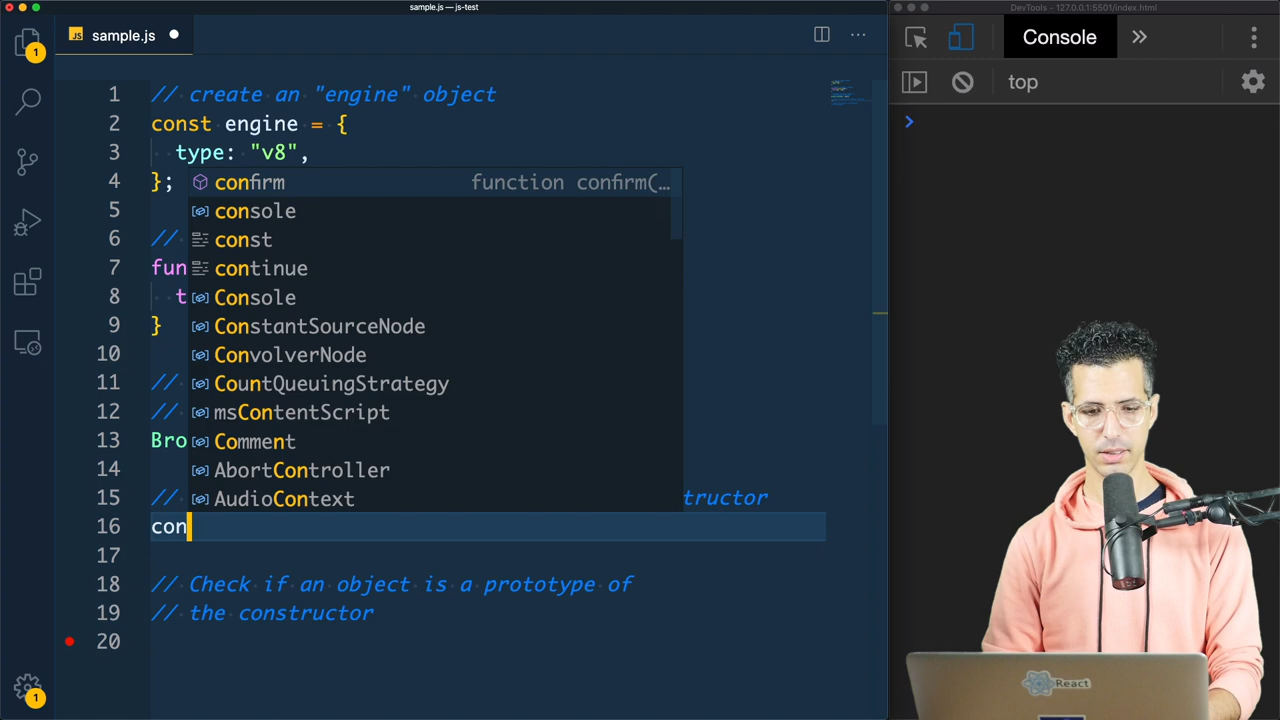 sample.js — js-test
DevTools - 127.0.0.1:5501/index.html
JS sample.js
Console
top
1
1
1 // create an "engine" object
2 const engine = {
3 type: "v8",
4 };
5
6 //
7 fun
8 t
9 }
10
11 //
12 //
13 Bro
14
15 // tructor
16 con
17
18 // Check if an object is a prototype of
19 // the constructor
20
confirm function confirm(…
console
const
continue
Console
ConstantSourceNode
ConvolverNode
CountQueuingStrategy
msContentScript
Comment
AbortController
AudioContext
React